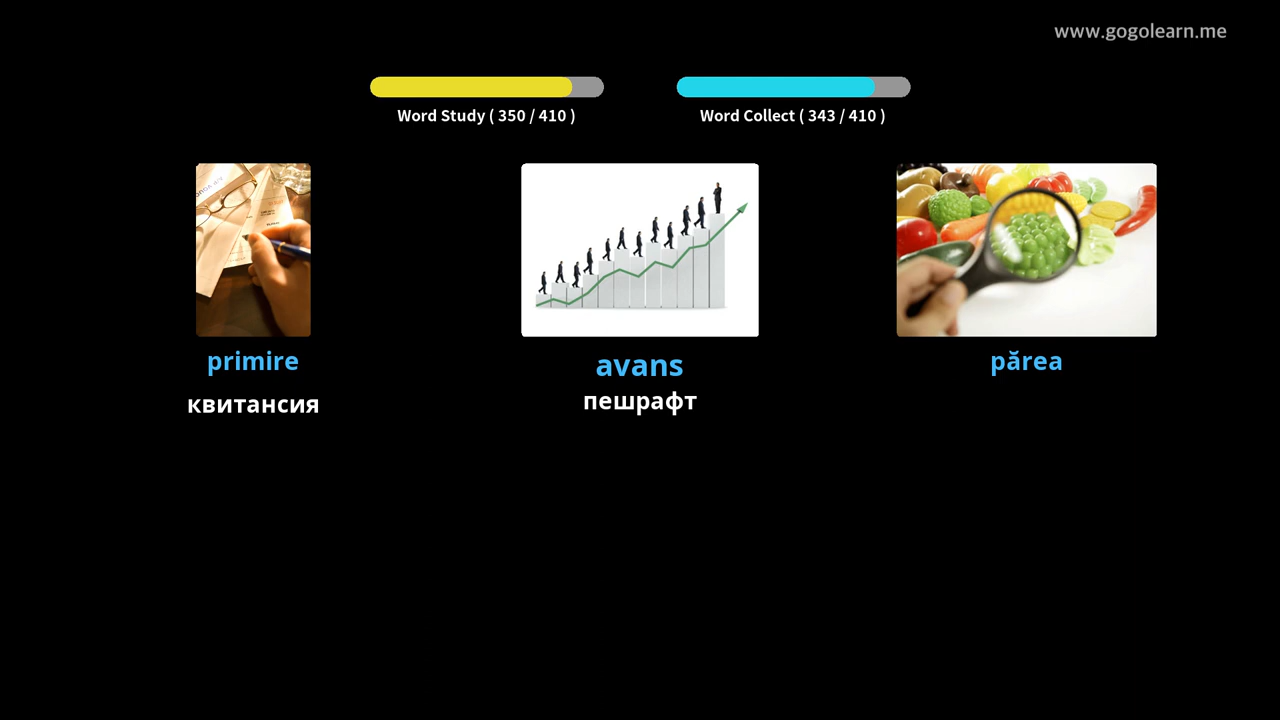 www.gogolearn.me
Word Study ( 350 / 410 )
Word Collect ( 343 / 410 )
primire
avans
părea
квитансия
пешрафт